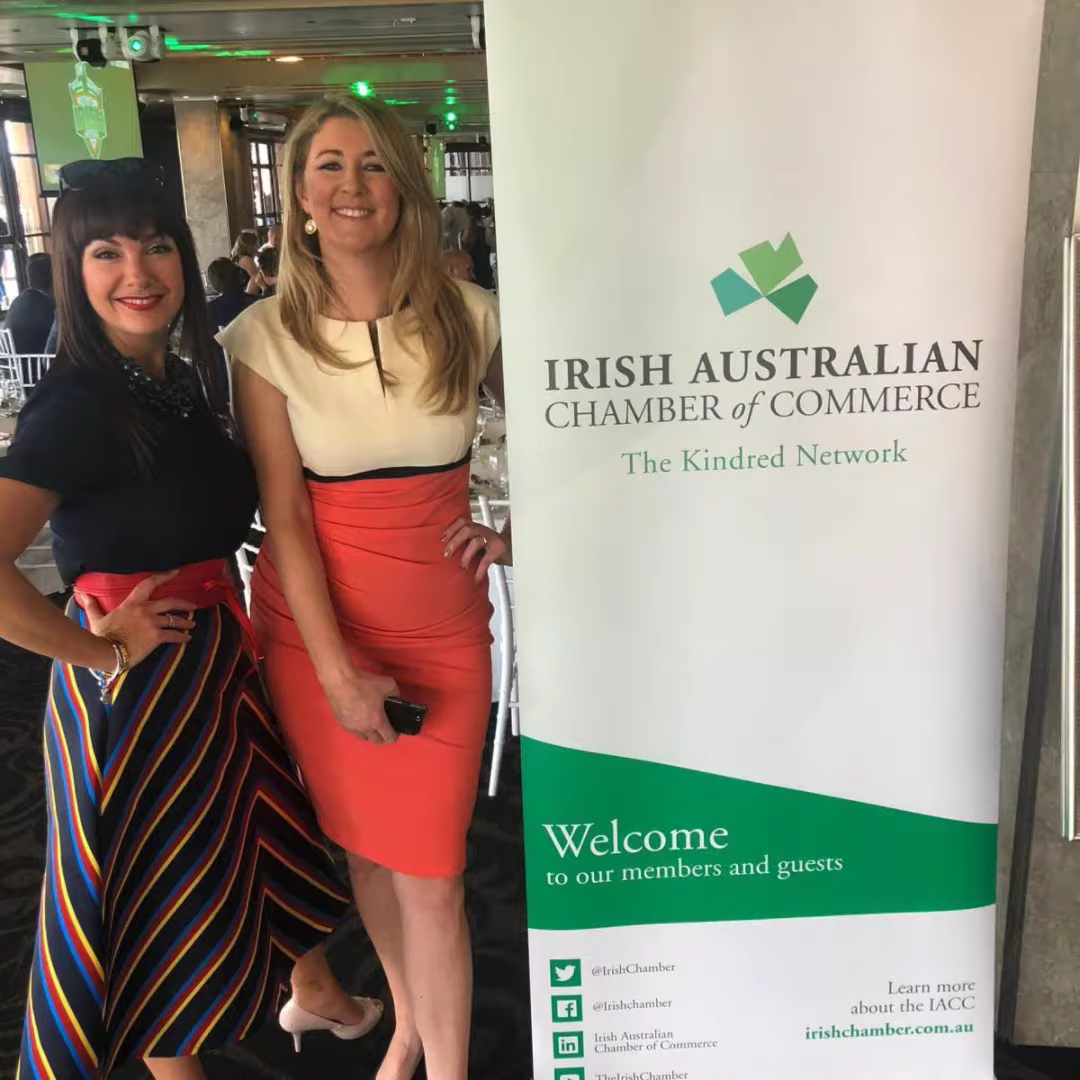 IRISH AUSTRALIAN
CHAMBER of COMMERCE
The Kindred Network
Welcome
to our members and guests
@IrishChamber
@Irishchamber
Irish Australian
Chamber of Commerce
TheIrishChamber
Learn more
about the IACC
irishchamber.com.au